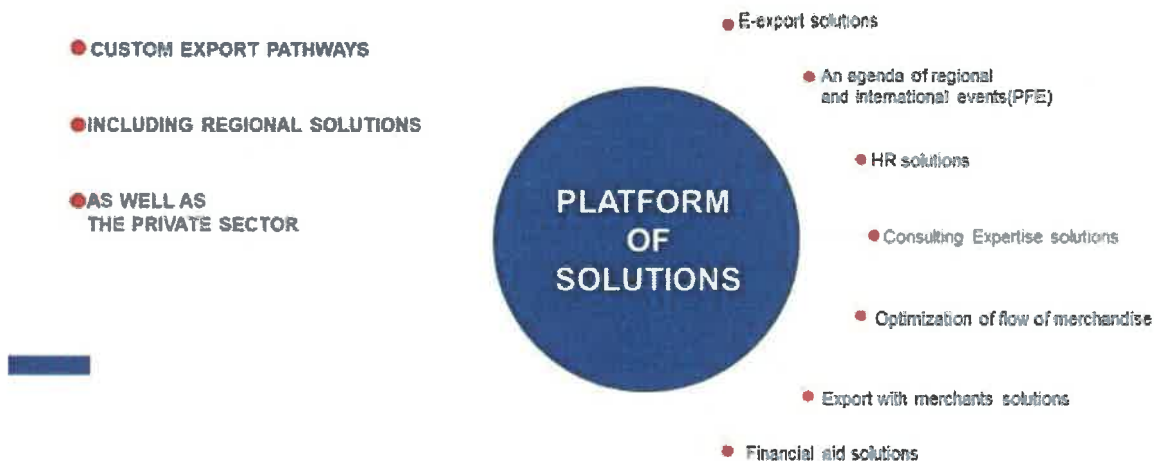 CUSTOM EXPORT PATHWAYS
INCLUDING REGIONAL SOLUTIONS
AS WELL AS
THE PRIVATE SECTOR
PLATFORM
OF
SOLUTIONS
E-export solutions
An agenda of regional
and international events(PFE)
HR solutions
Consulting Expertise solutions
Optimization of flow of merchandise
Export with merchants solutions
Financial aid solutions